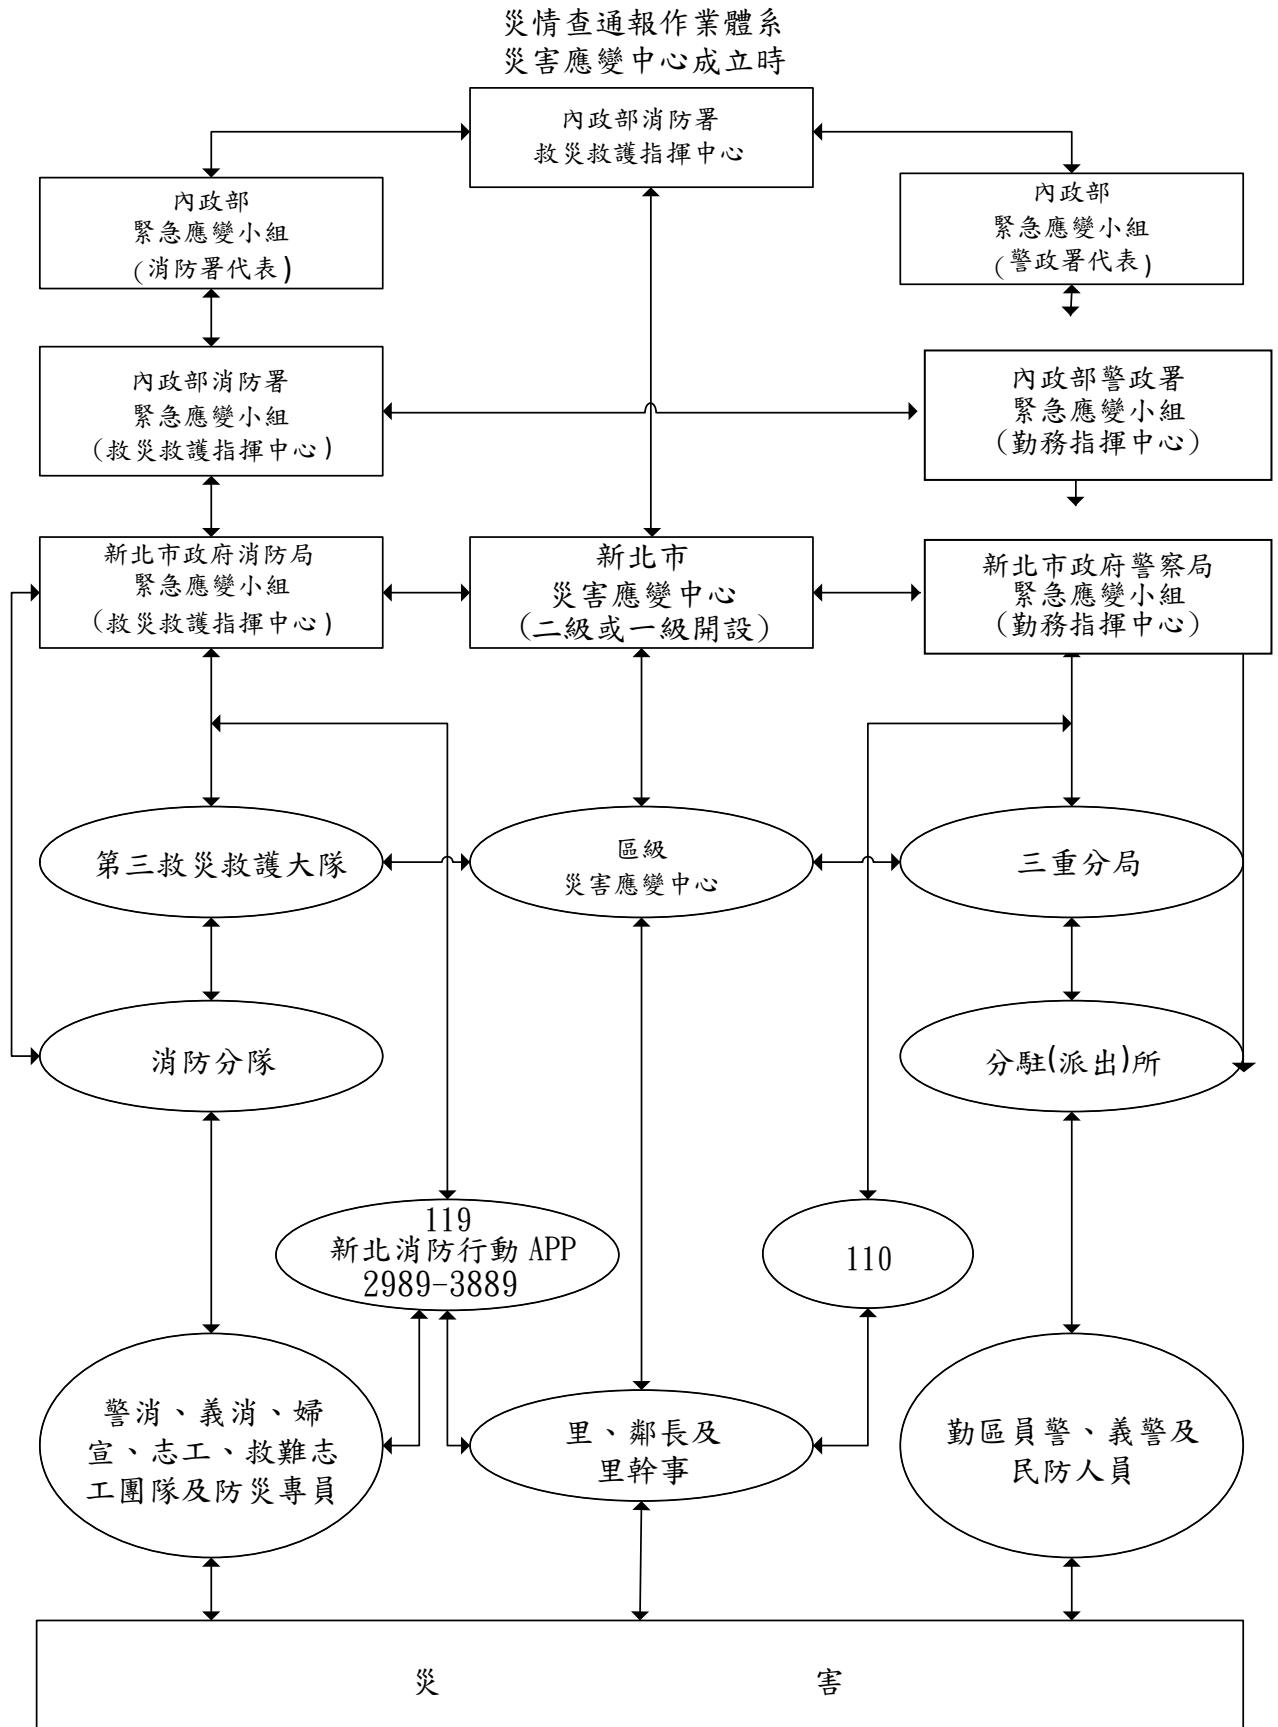 災情查通報作業體系
災害應變中心成立時
內政部消防署
救災救護指揮中心
內政部
緊急應變小組
(消防署代表)
內政部
緊急應變小組
(警政署代表)
內政部消防署
緊急應變小組
(救災救護指揮中心)
內政部警政署
緊急應變小組
(勤務指揮中心)
新北市政府消防局
緊急應變小組
(救災救護指揮中心)
新北市
災害應變中心
(二級或一級開設)
新北市政府警察局
緊急應變小組
(勤務指揮中心)
第三救災救護大隊
區級
災害應變中心
三重分局
消防分隊
分駐(派出)所
119
新北消防行動 APP
2989-3889
110
警消、義消、婦
宣、志工、救難志
工團隊及防災專員
里、鄰長及
里幹事
勤區員警、義警及
民防人員
災 害